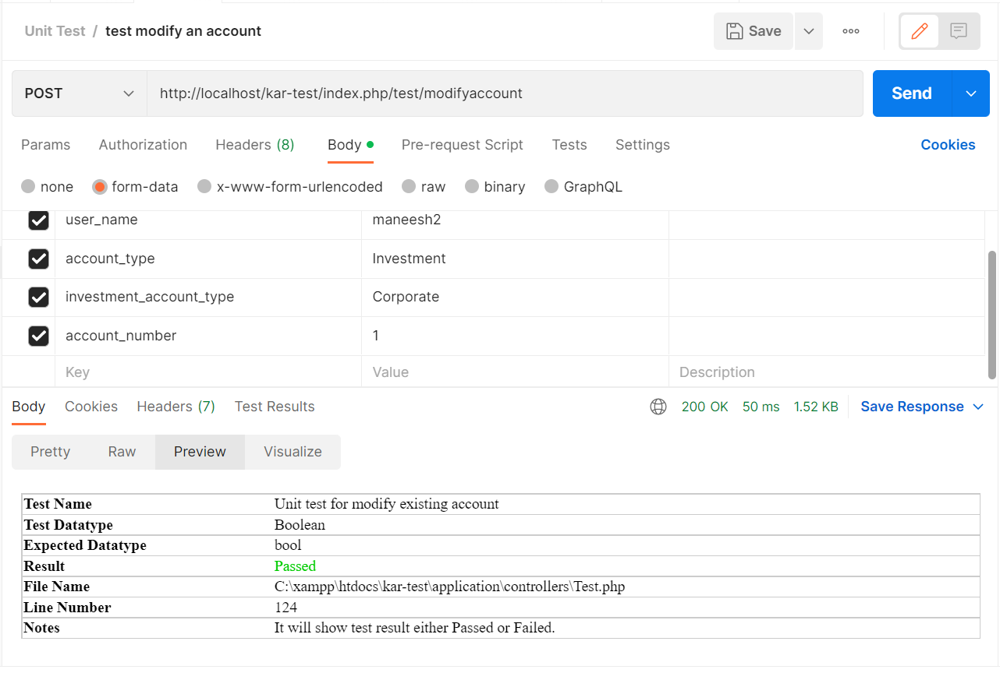 Unit Test / test modify an account
Save
POST
http://localhost/kar-test/index.php/test/modifyaccount
Send
Params Authorization Headers (8) Body Pre-request Script Tests Settings Cookies
none form-data x-www-form-urlencoded raw binary GraphQL
user_name maneesh2
account_type Investment
investment_account_type Corporate
account_number 1
Key Value Description
Body Cookies Headers (7) Test Results 200 OK 50 ms 1.52 KB Save Response
Pretty Raw Preview Visualize
Test Name Unit test for modify existing account
Test Datatype Boolean
Expected Datatype bool
Result Passed
File Name C:\xampp\htdocs\kar-test\application\controllers\Test.php
Line Number 124
Notes It will show test result either Passed or Failed.